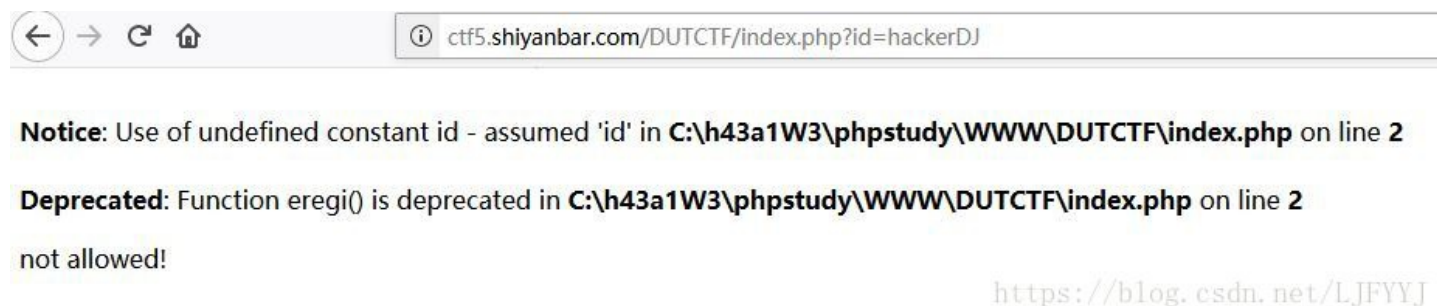 ctf5.shiyanbar.com/DUTCTF/index.php?id=hackerDJ
Notice: Use of undefined constant id - assumed 'id' in C:\h43a1W3\phpstudy\WWW\DUTCTF\index.php on line 2
Deprecated: Function eregi() is deprecated in C:\h43a1W3\phpstudy\WWW\DUTCTF\index.php on line 2
not allowed!
https://blog.csdn.net/LJFYYJ